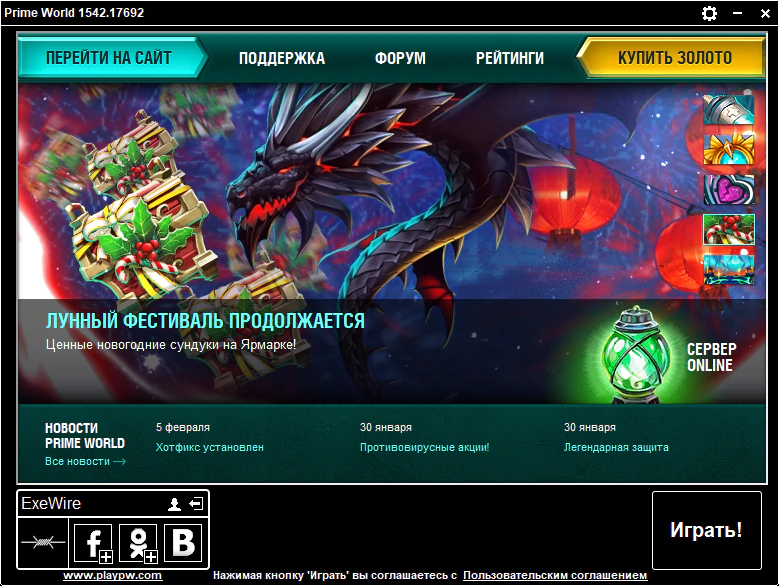 Prime World 1542.17692
ПЕРЕЙТИ НА САЙТ
ПОДДЕРЖКА
ФОРУМ
РЕЙТИНГИ
КУПИТЬ ЗОЛОТО
ЛУННЫЙ ФЕСТИВАЛЬ ПРОДОЛЖАЕТСЯ
Ценные новогодние сундуки на Ярмарке!
СЕРВЕР
ONLINE
НОВОСТИ
PRIME WORLD
Все новости
5 февраля
Хотфикс установлен
30 января
Противовирусные акции!
30 января
Легендарная защита
ExeWire
Играть!
www.playpw.com
Нажимая кнопку 'Играть' вы соглашаетесь с Пользовательским соглашением